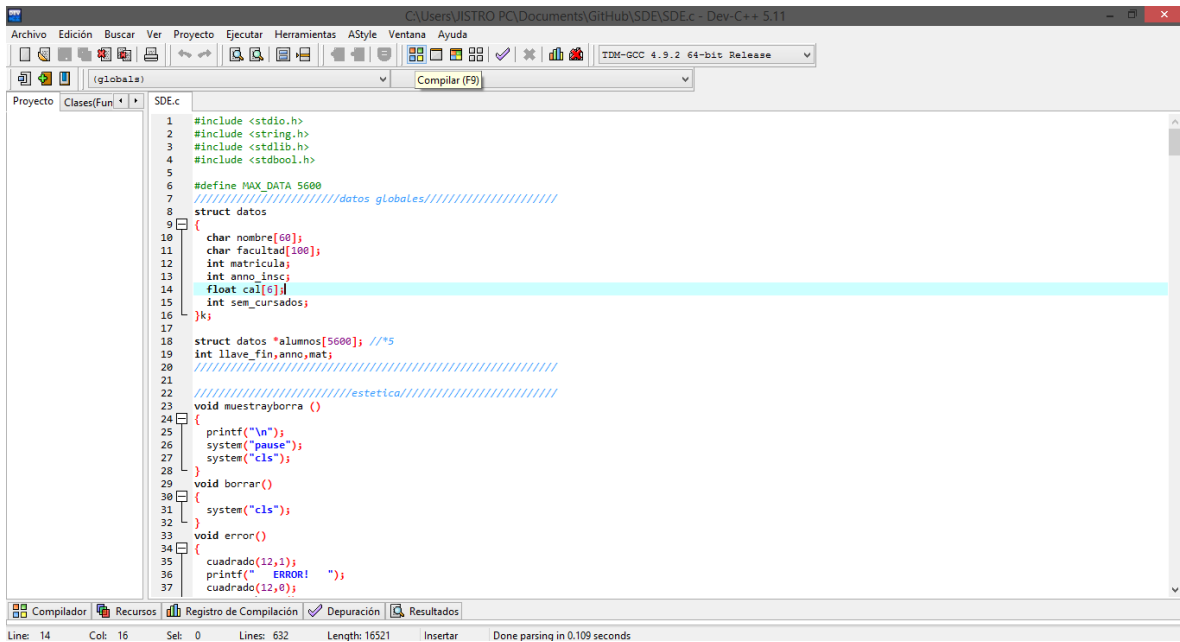 C:\Users\JISTRO PC\Documents\GitHub\SDE\SDE.c - Dev-C++ 5.11
Archivo Edición Buscar Ver Proyecto Ejecutar Herramientas AStyle Ventana Ayuda
TDM-GCC 4.9.2 64-bit Release
(globals)
Compilar (F9)
Proyecto Clases(Fun SDE.c
1 #include <stdio.h>
2 #include <string.h>
3 #include <stdlib.h>
4 #include <stdbool.h>
5
6 #define MAX_DATA 5600
7 ////////////////////////datos globales//////////////////////
8 struct datos
9 {
10 char nombre[60];
11 char facultad[100];
12 int matricula;
13 int anno_insc;
14 float cal[6];
15 int sem_cursados;
16 }k;
17
18 struct datos *alumnos[5600]; //*5
19 int llave_fin,anno,mat;
20 ////////////////////////////////////////////////////////////
21
22 //////////////////////////estetica//////////////////////////
23 void muestrayborra ()
24 {
25 printf("\n");
26 system("pause");
27 system("cls");
28 }
29 void borrar()
30 {
31 system("cls");
32 }
33 void error()
34 {
35 cuadrado(12,1);
36 printf("   ERROR!   ");
37 cuadrado(12,0);
Compilador Recursos Registro de Compilación Depuración Resultados
Line: 14 Col: 16 Sel: 0 Lines: 632 Length: 16521 Insertar Done parsing in 0.109 seconds